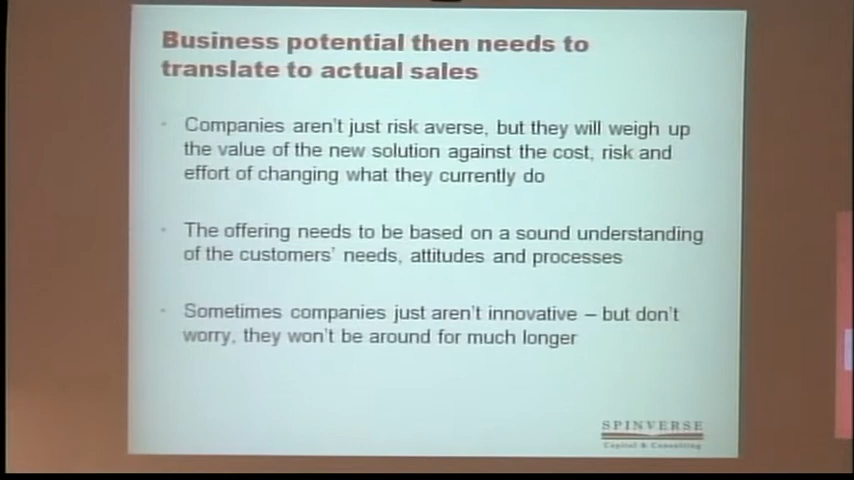 Business potential then needs to
translate to actual sales
Companies aren't just risk averse, but they will weigh up
the value of the new solution against the cost, risk and
effort of changing what they currently do
The offering needs to be based on a sound understanding
of the customers' needs, attitudes and processes
Sometimes companies just aren't innovative – but don't
worry, they won't be around for much longer
SPINVERSE
Capital & Consulting